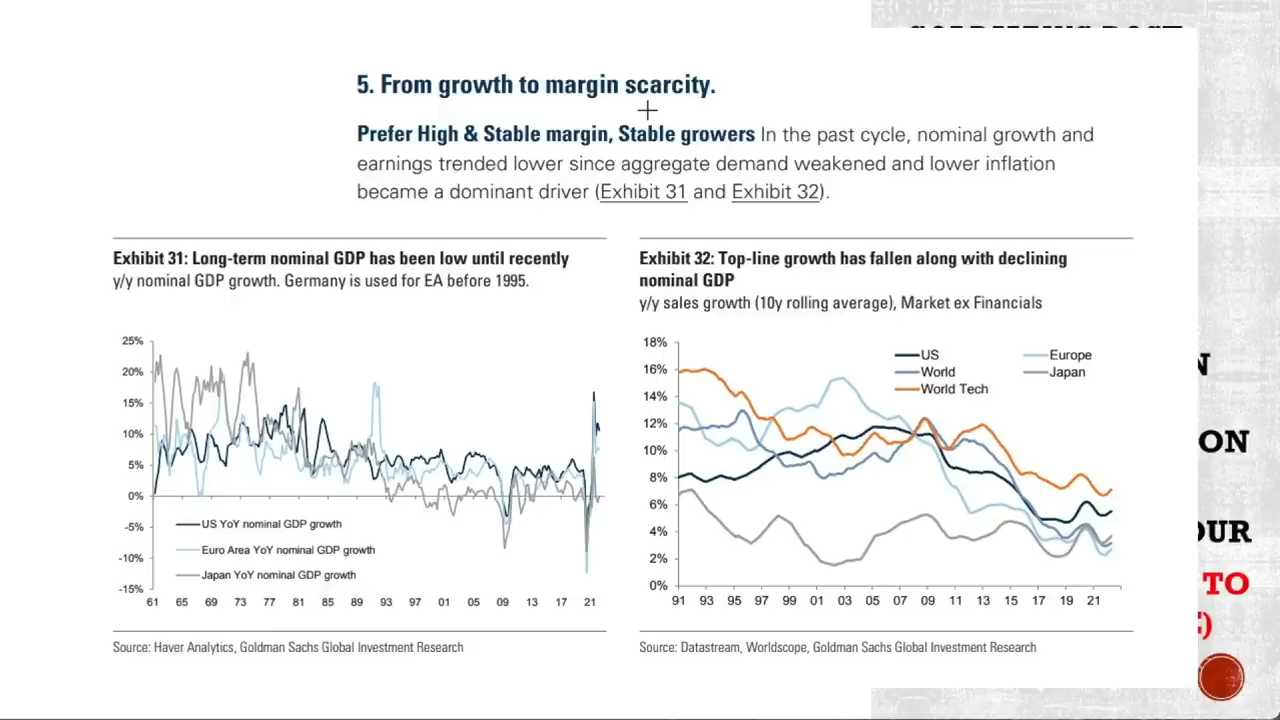 5. From growth to margin scarcity.
Prefer High & Stable margin, Stable growers In the past cycle, nominal growth and
earnings trended lower since aggregate demand weakened and lower inflation
became a dominant driver (Exhibit 31 and Exhibit 32).
Exhibit 31: Long-term nominal GDP has been low until recently
y/y nominal GDP growth. Germany is used for EA before 1995.
25%
20%
15%
10%
5%
0%
-5%
-10%
-15%
US YoY nominal GDP growth
Euro Area YoY nominal GDP growth
Japan YoY nominal GDP growth
61 65 69 73 77 81 85 89 93 97 01 05 09 13 17 21
Source: Haver Analytics, Goldman Sachs Global Investment Research
Exhibit 32: Top-line growth has fallen along with declining
nominal GDP
y/y sales growth (10y rolling average), Market ex Financials
18%
16%
14%
12%
10%
8%
6%
4%
2%
0%
US Europe
World Japan
World Tech
91 93 95 97 99 01 03 05 07 09 11 13 15 17 19 21
Source: Datastream, Worldscope, Goldman Sachs Global Investment Research
N
ON
OUR
TO
)